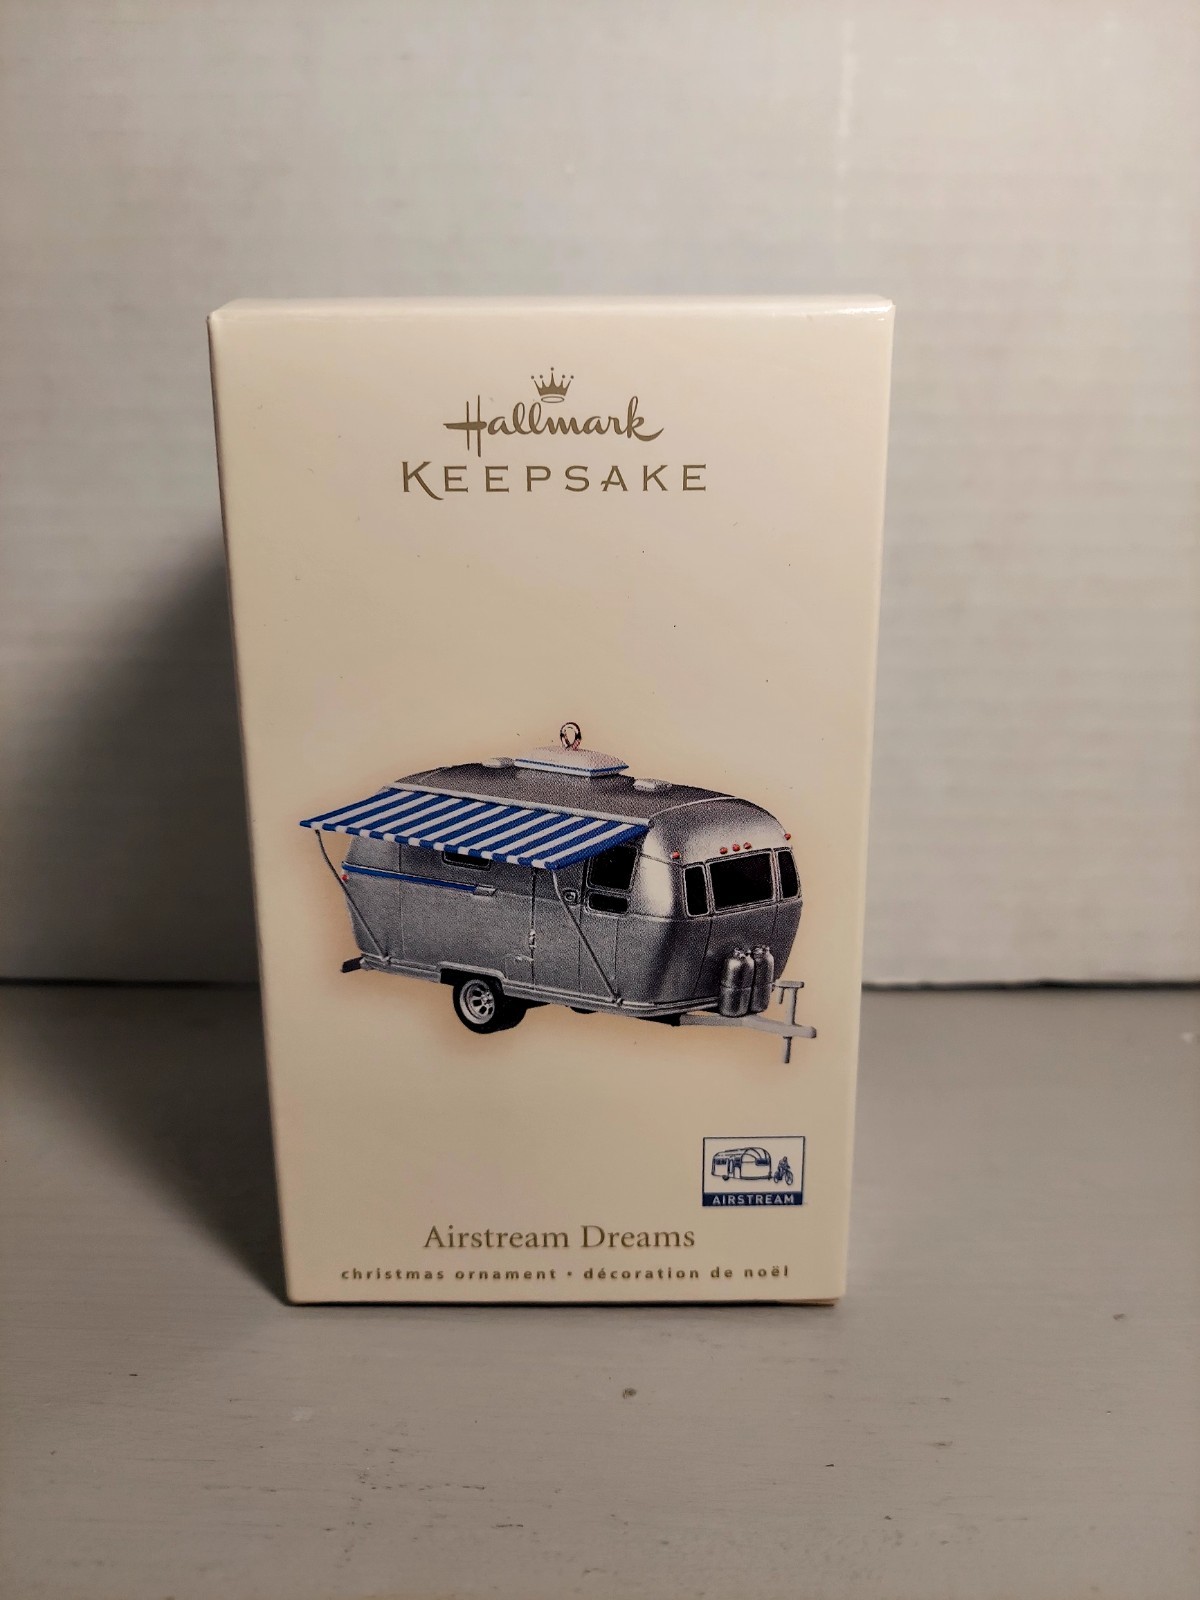 Hallmark
KEEPSAKE
AIRSTREAM
Airstream Dreams
christmas ornament • décoration de noël